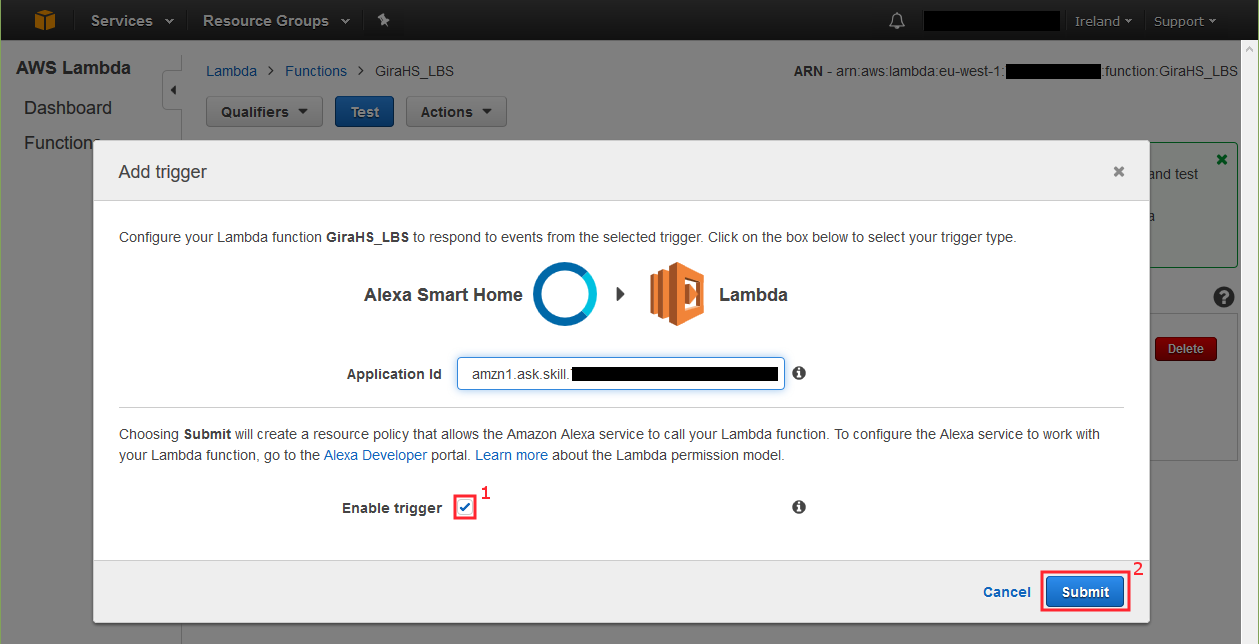 Services Resource Groups Ireland Support
AWS Lambda
Lambda > Functions > GiraHS_LBS
ARN - arn:aws:lambda:eu-west-1: :function:GiraHS_LBS
Dashboard
Qualifiers Test Actions
Functions
Add trigger
and test
a
Configure your Lambda function GiraHS_LBS to respond to events from the selected trigger. Click on the box below to select your trigger type.
Alexa Smart Home Lambda
Delete
Application Id amzn1.ask.skill.
Choosing Submit will create a resource policy that allows the Amazon Alexa service to call your Lambda function. To configure the Alexa service to work with
your Lambda function, go to the Alexa Developer portal. Learn more about the Lambda permission model.
Enable trigger 1
Cancel Submit 2